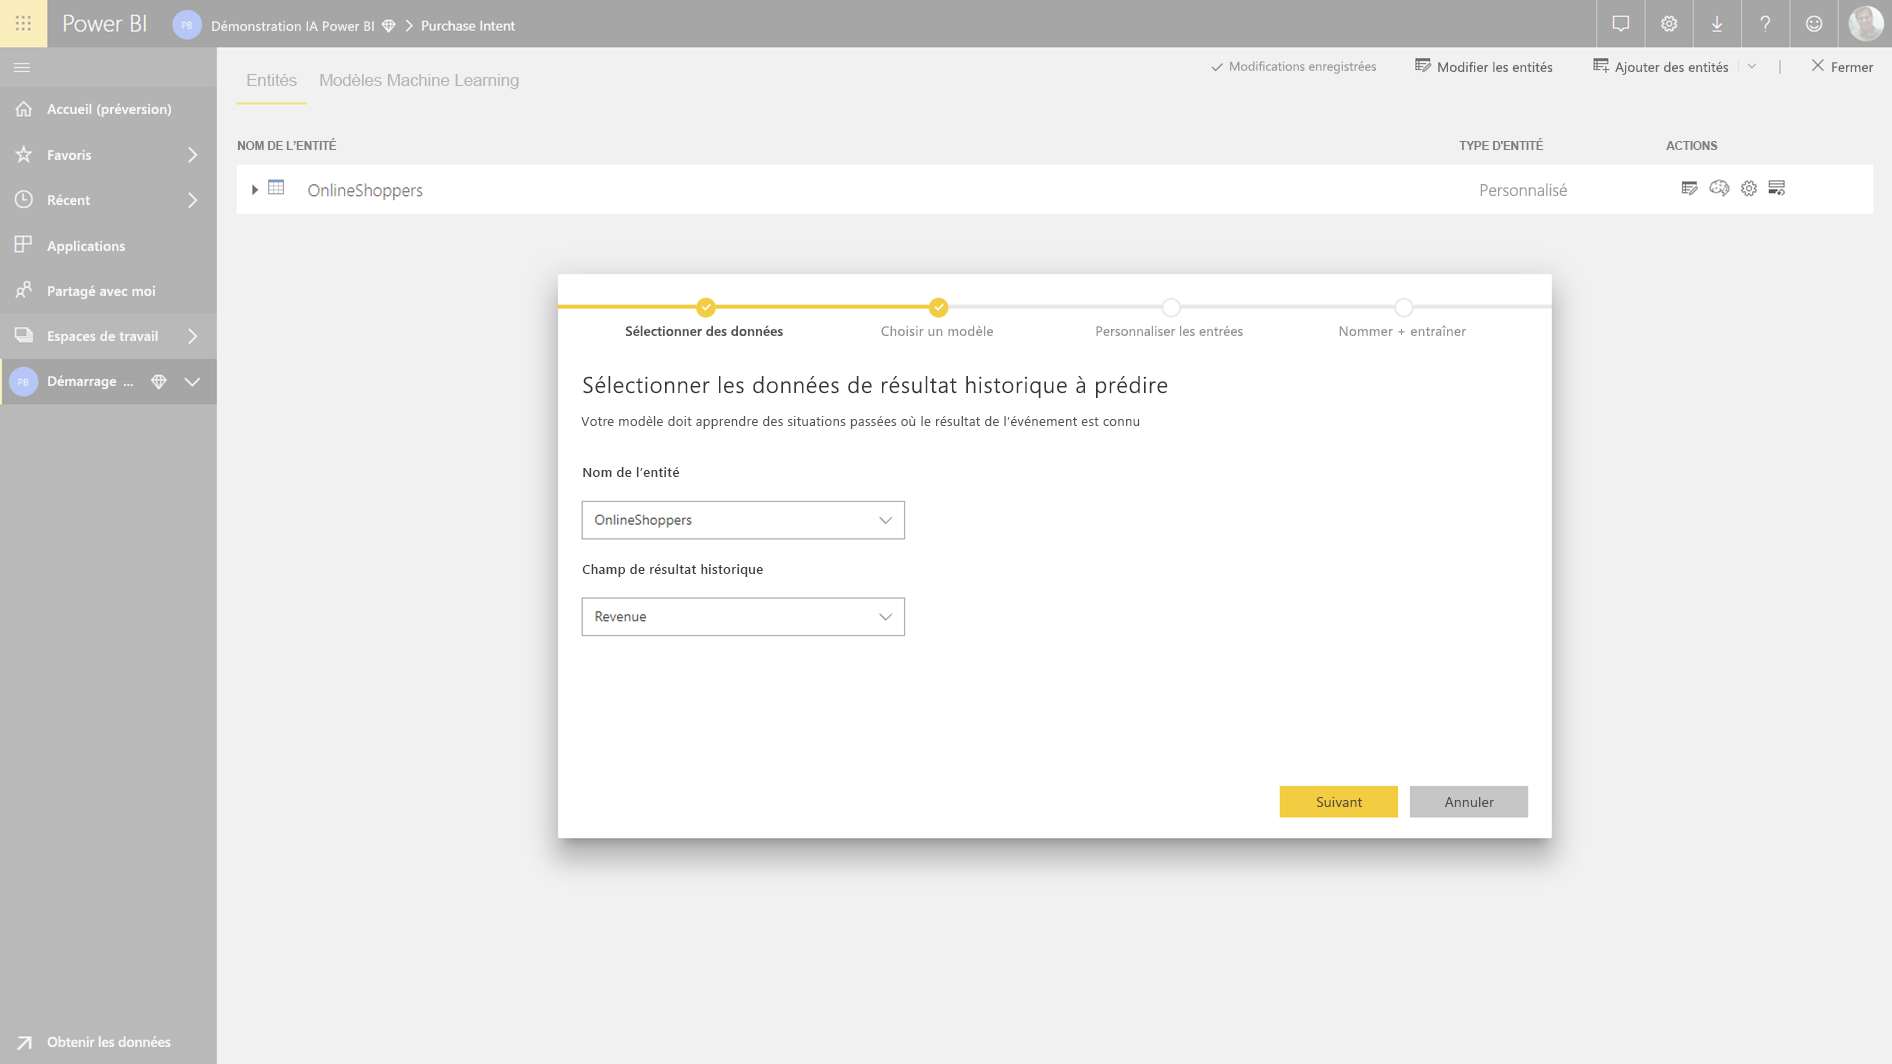 Power BI
PB
Démonstration IA Power BI
Purchase Intent
Accueil (préversion)
Favoris
Récent
Applications
Partagé avec moi
Espaces de travail
PB
Démarrage ...
Obtenir les données
Entités
Modèles Machine Learning
Modifications enregistrées
Modifier les entités
Ajouter des entités
Fermer
NOM DE L'ENTITÉ
TYPE D'ENTITÉ
ACTIONS
OnlineShoppers
Personnalisé
Sélectionner des données
Choisir un modèle
Personnaliser les entrées
Nommer + entraîner
Sélectionner les données de résultat historique à prédire
Votre modèle doit apprendre des situations passées où le résultat de l'événement est connu
Nom de l'entité
OnlineShoppers
Champ de résultat historique
Revenue
Suivant
Annuler